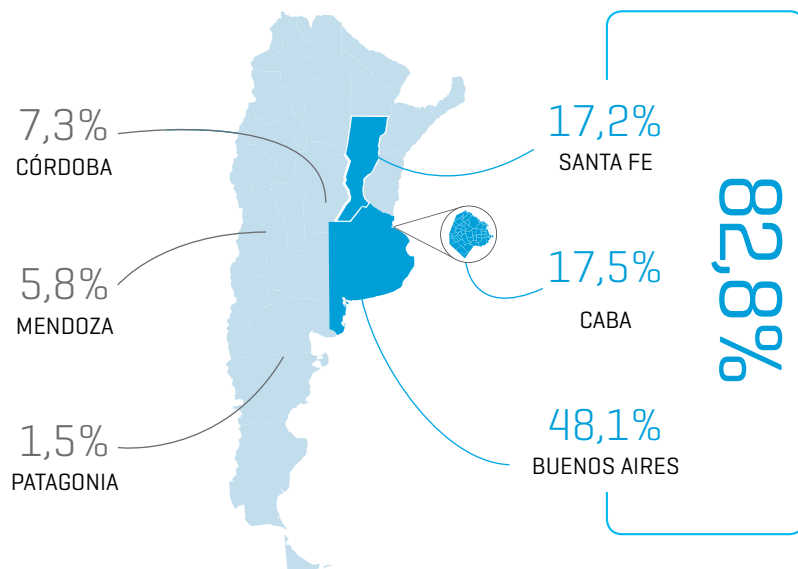 7,3%
CÓRDOBA
5,8%
MENDOZA
1,5%
PATAGONIA
17,2%
SANTA FE
17,5%
CABA
48,1%
BUENOS AIRES
82,8%